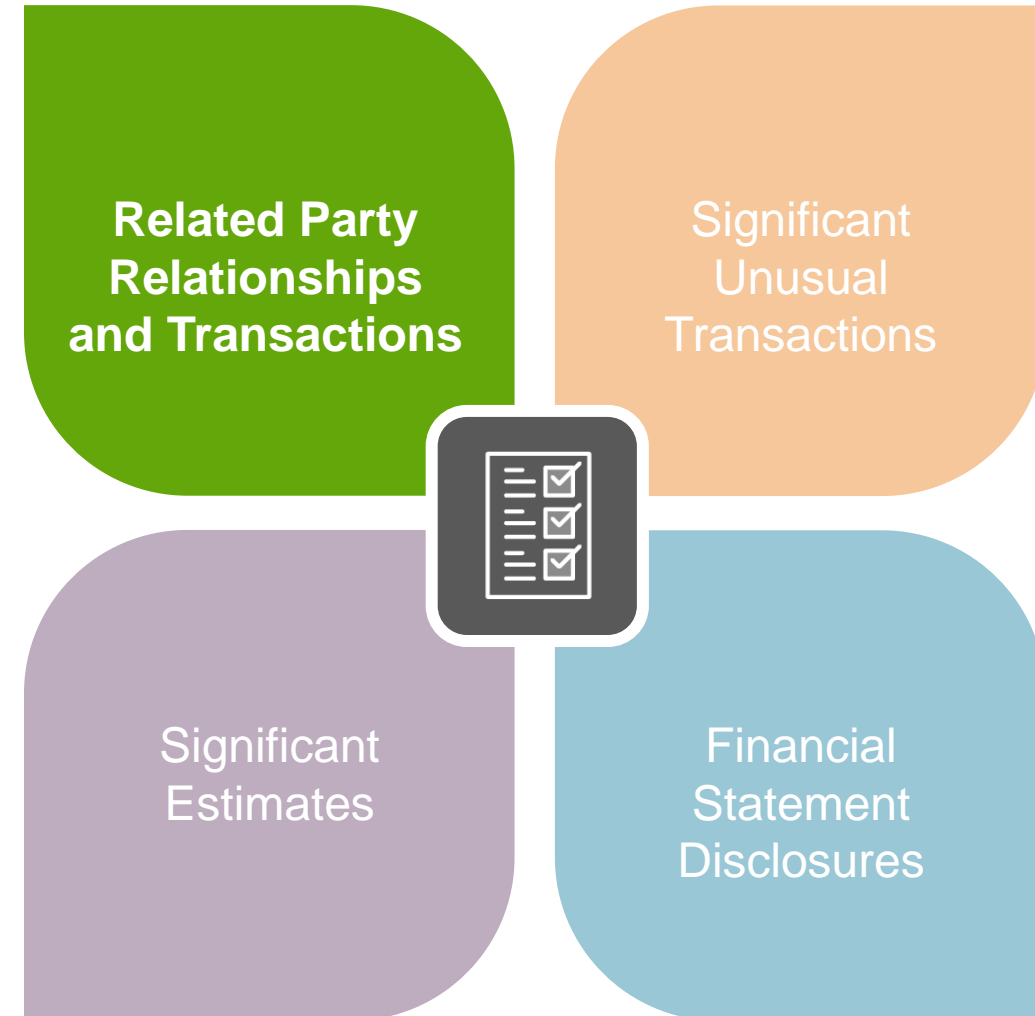 Related Party
Relationships
and Transactions
Significant
Unusual
Transactions
Significant
Estimates
Financial
Statement
Disclosures